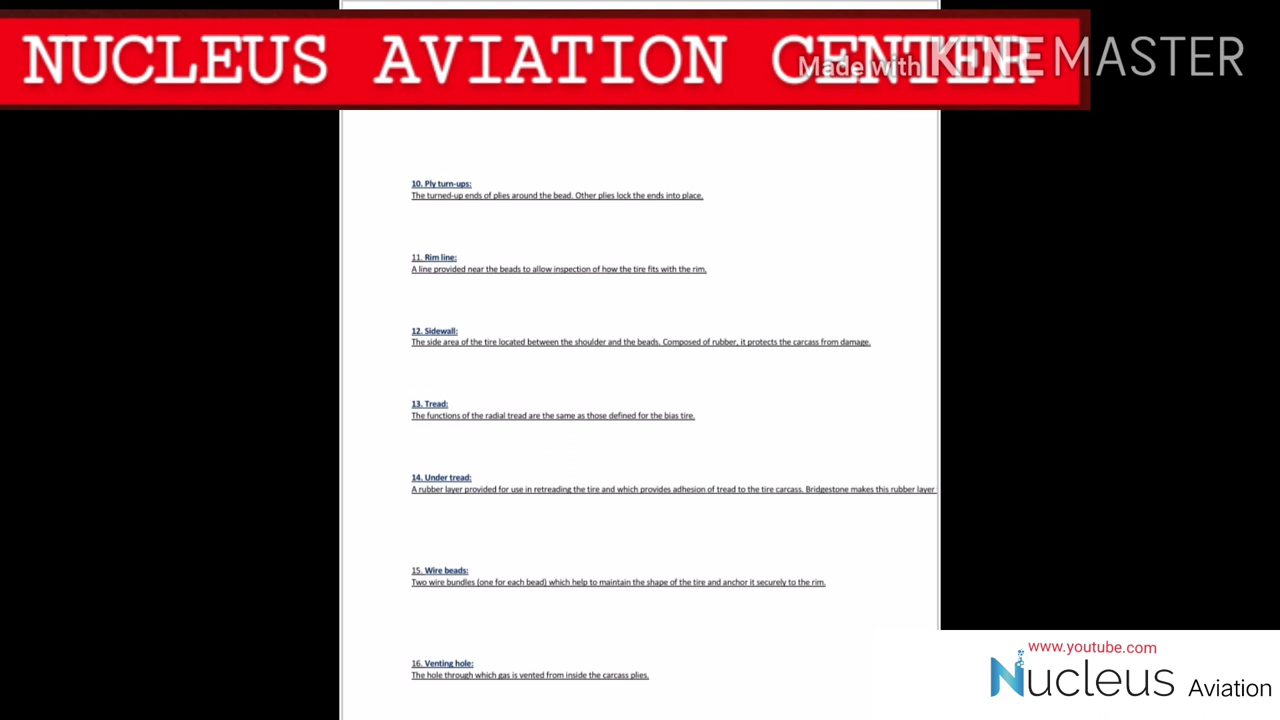 NUCLEUS AVIATION CENTER
Made with KINEMASTER
10. Ply turn-ups:
The turned-up ends of plies around the bead. Other plies lock the ends into place.
11. Rim line:
A line provided near the beads to allow inspection of how the tire fits with the rim.
12. Sidewall:
The side area of the tire located between the shoulder and the beads. Composed of rubber, it protects the carcass from damage.
13. Tread:
The functions of the radial tread are the same as those defined for the bias tire.
14. Under tread:
A rubber layer provided for use in retreading the tire and which provides adhesion of tread to the tire carcass. Bridgestone makes this rubber layer
15. Wire beads:
Two wire bundles (one for each bead) which help to maintain the shape of the tire and anchor it securely to the rim.
16. Venting hole:
The hole through which gas is vented from inside the carcass plies.
www.youtube.com
Nucleus Aviation